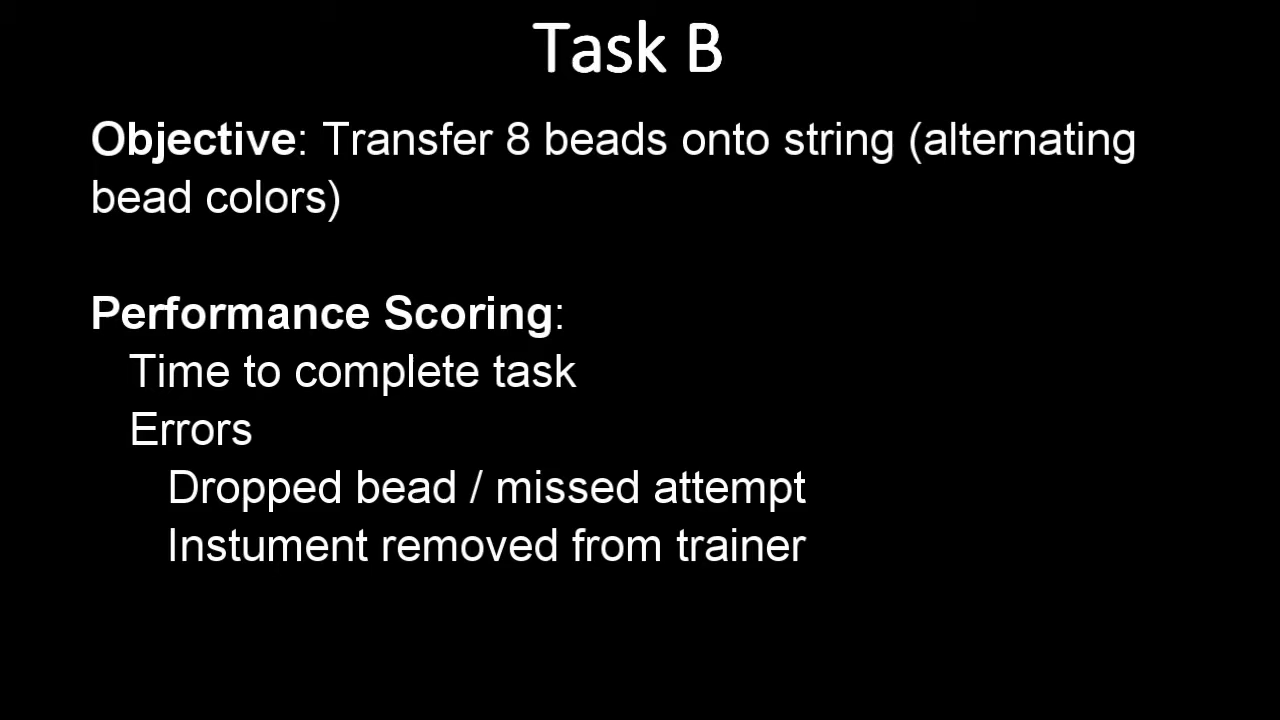 Task B
Objective: Transfer 8 beads onto string (alternating
bead colors)
Performance Scoring:
Time to complete task
Errors
Dropped bead / missed attempt
Instument removed from trainer